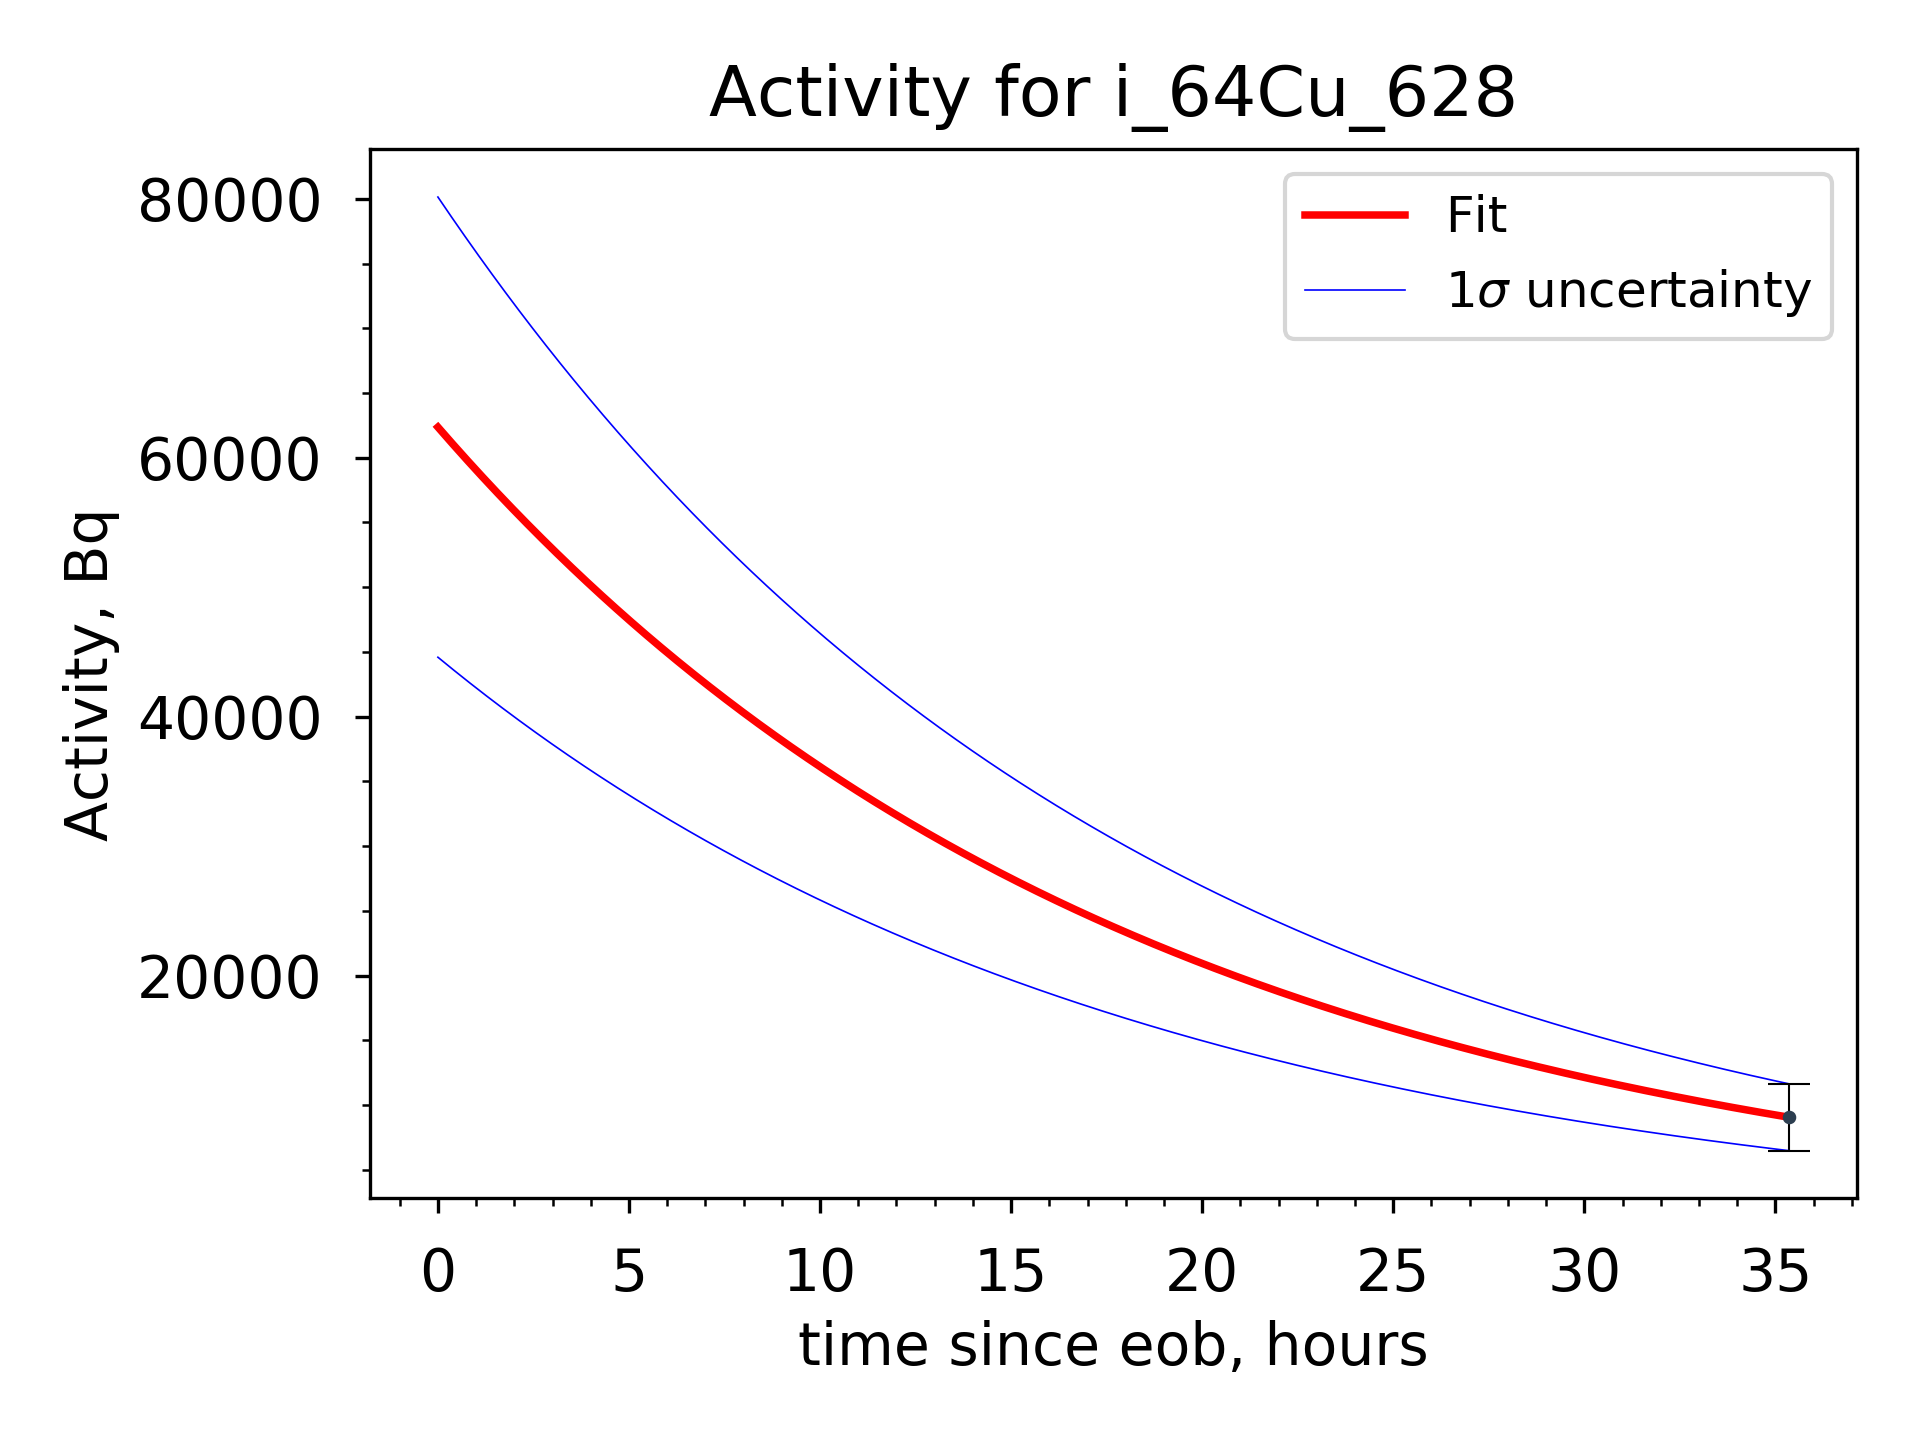 Activity for i_64Cu_628
Fit
1σ uncertainty
80000
60000
40000
20000
Activity, Bq
0 5 10 15 20 25 30 35
time since eob, hours